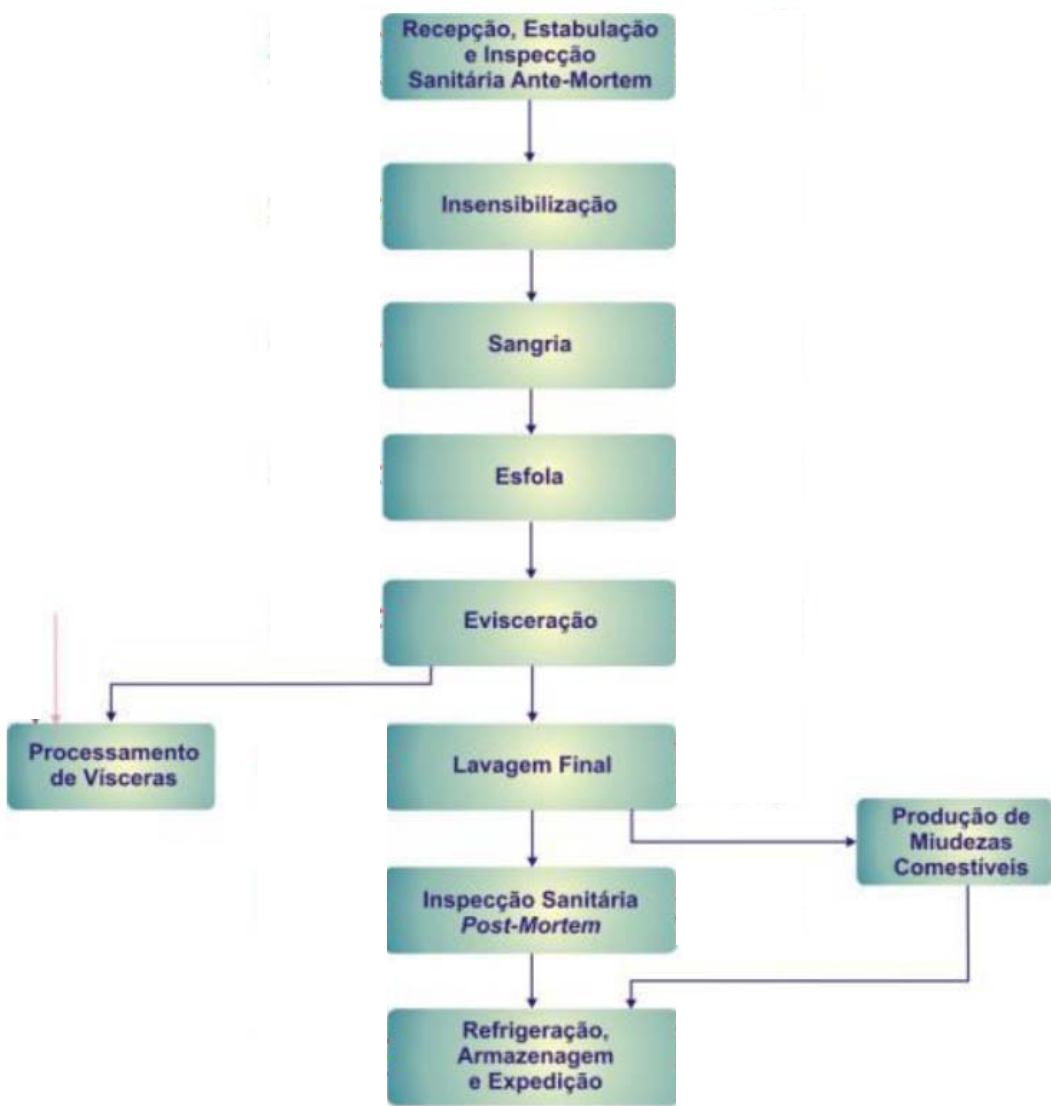 Recepção, Estabulação
e Inspecção
Sanitária Ante-Mortem
Insensibilização
Sangria
Esfola
Evisceração
Processamento
de Vísceras
Lavagem Final
Produção de
Miudezas
Comestíveis
Inspecção Sanitária
Post-Mortem
Refrigeração,
Armazenagem
e Expedição